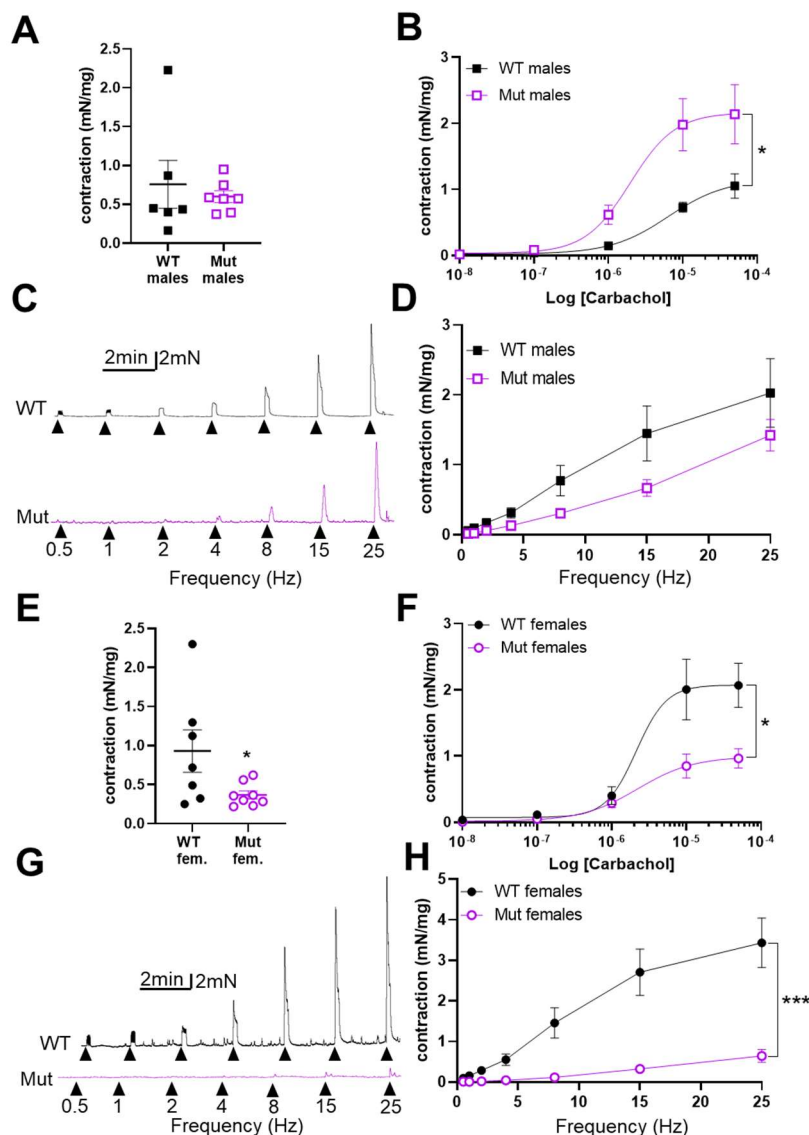 A
contraction (mN/mg)
2.5
2.0
1.5
1.0
0.5
0.0
WT males
Mut males
B
WT males
Mut males
contraction (mN/mg)
3
2
1
0
*
10⁻⁸ 10⁻⁷ 10⁻⁶ 10⁻⁵ 10⁻⁴
Log [Carbachol]
C
2min 2mN
WT
Mut
0.5 1 2 4 8 15 25
Frequency (Hz)
D
WT males
Mut males
contraction (mN/mg)
3
2
1
0
0 5 10 15 20 25
Frequency (Hz)
E
contraction (mN/mg)
2.5
2.0
1.5
1.0
0.5
0.0
*
WT fem.
Mut fem.
F
WT females
Mut females
contraction (mN/mg)
3
2
1
0
*
10⁻⁸ 10⁻⁷ 10⁻⁶ 10⁻⁵ 10⁻⁴
Log [Carbachol]
G
2min 2mN
WT
Mut
0.5 1 2 4 8 15 25
Frequency (Hz)
H
WT females
Mut females
contraction (mN/mg)
5
4
3
2
1
0
***
0 5 10 15 20 25
Frequency (Hz)